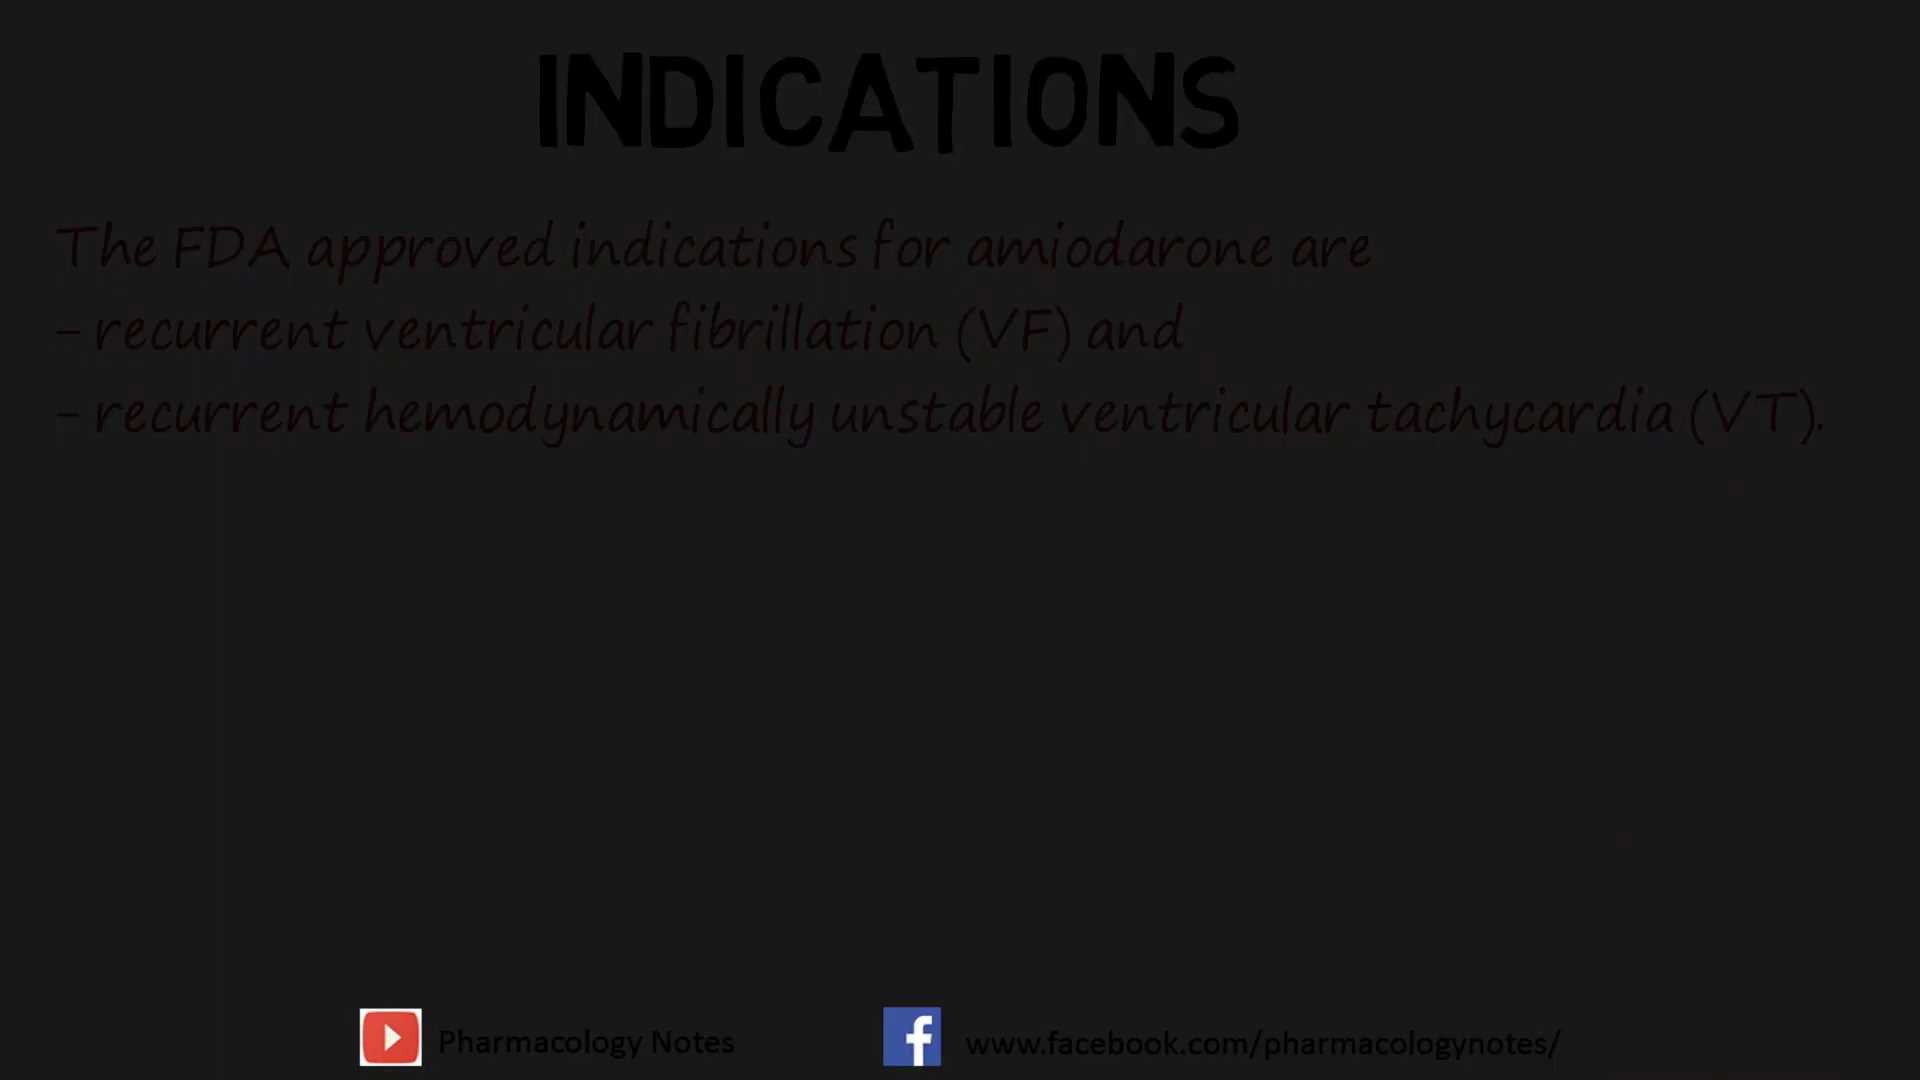 INDICATIONS
The FDA approved indications for amiodarone are
- recurrent ventricular fibrillation (VF) and
- recurrent hemodynamically unstable ventricular tachycardia (VT).
Pharmacology Notes
f www.facebook.com/pharmacologynotes/